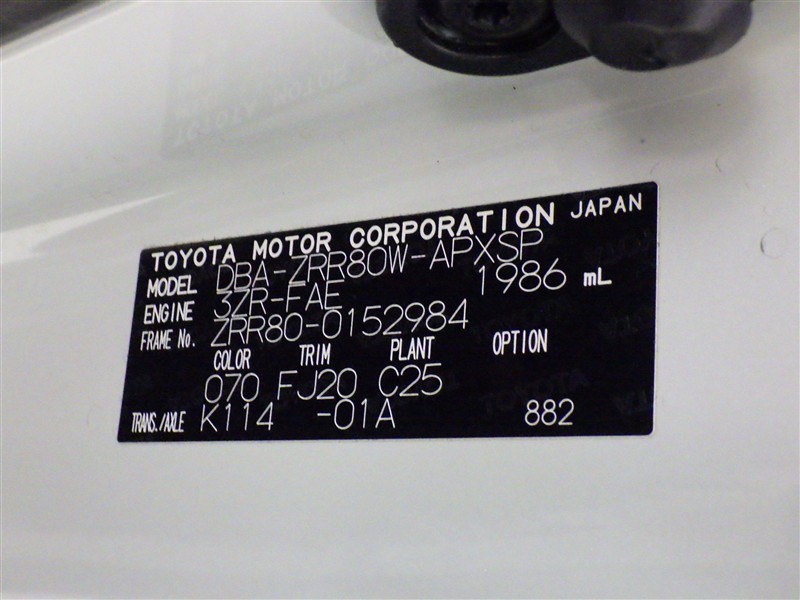 TOYOTA MOTOR CORPORATION JAPAN
MODEL DBA-ZRR80W-APXSP
ENGINE 3ZR-FAE 1986 mL
FRAME No. ZRR80-0152984
COLOR TRIM PLANT OPTION
070 FJ20 C25
TRANS./AXLE K114 -01A 882